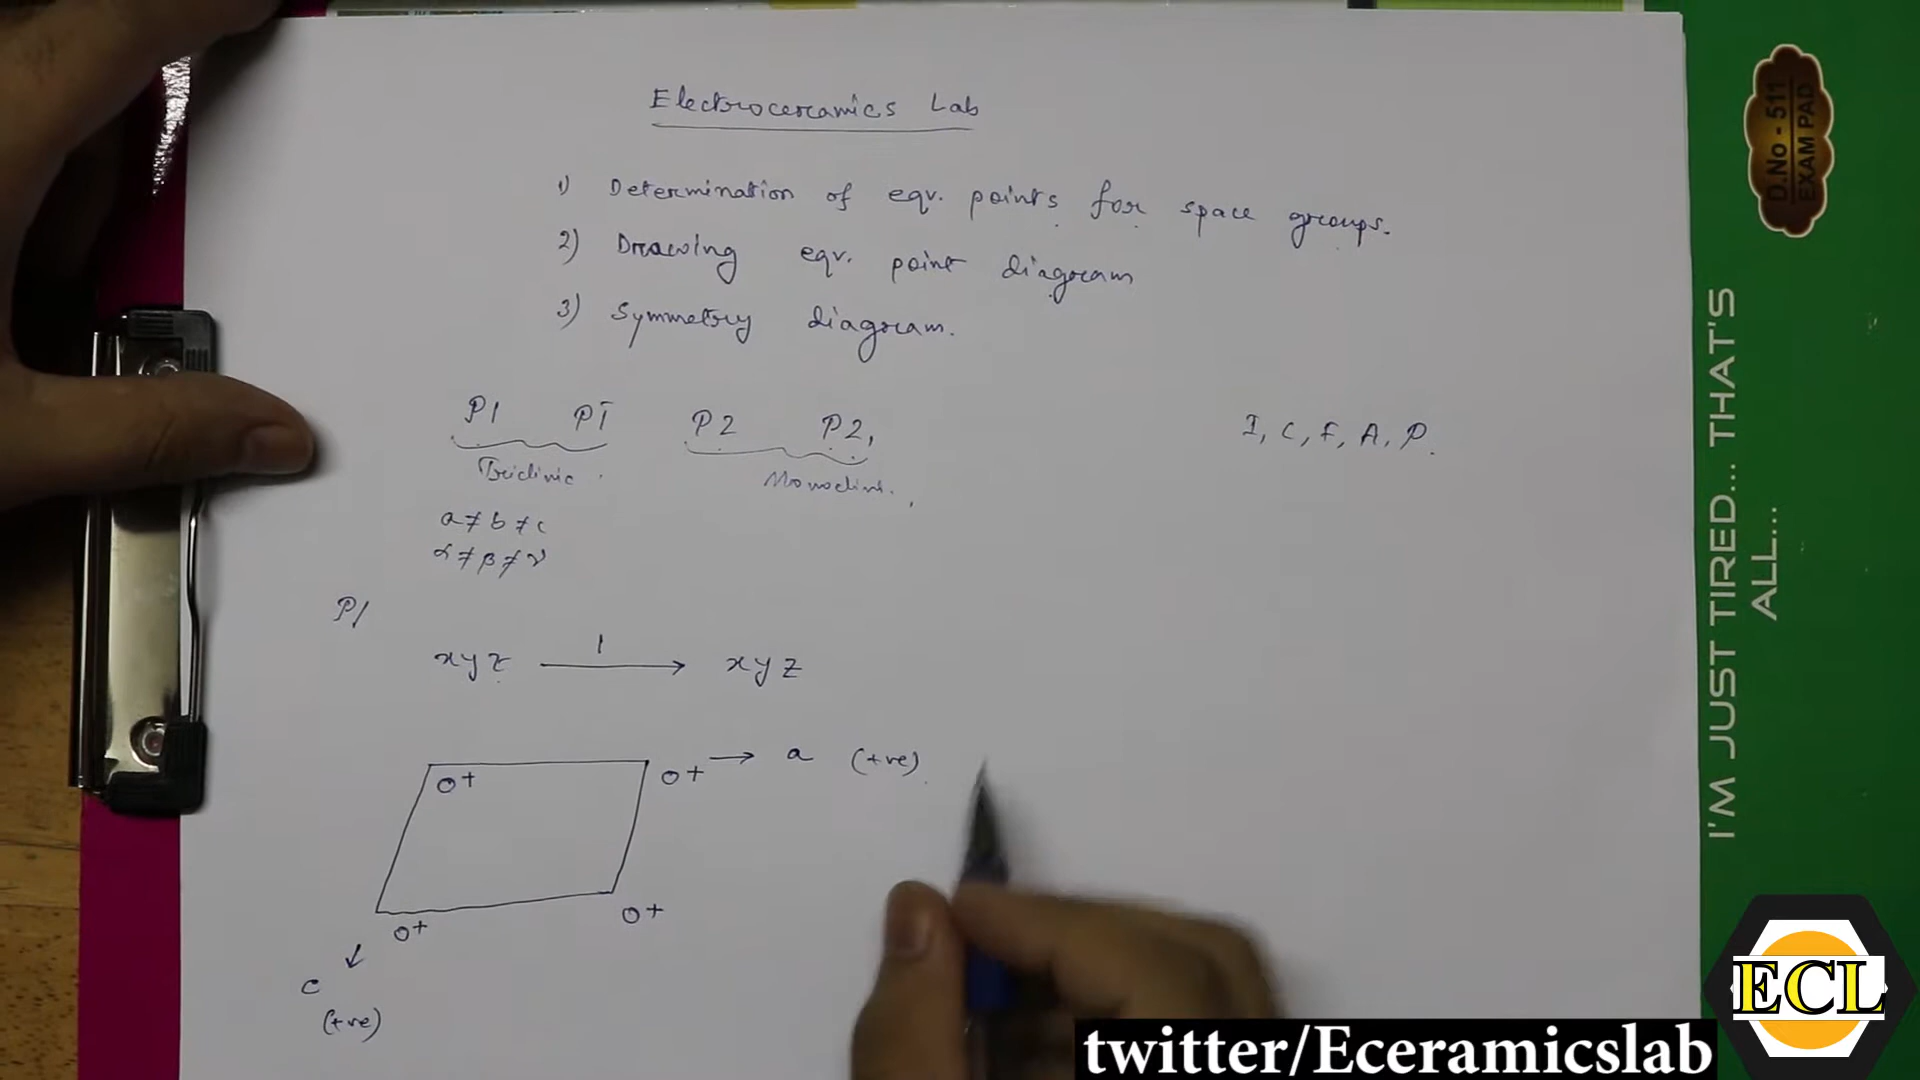 Electroceramics Lab
1) Determination of eqv. points for space groups.
2) Drawing eqv. point diagram
3) Symmetry diagram.
P1 P1̅ P2 P2₁
I, C, F, A, P.
Triclinic Monoclini.
a ≠ b ≠ c
α ≠ β ≠ γ
P1
xyz 1 → xyz
o+ o+ → a (+ve)
o+ o+
c
(+ve)
D.No - 511
EXAM PAD
I'M JUST TIRED... THAT'S
ALL...
ECL
twitter/Eceramicslab